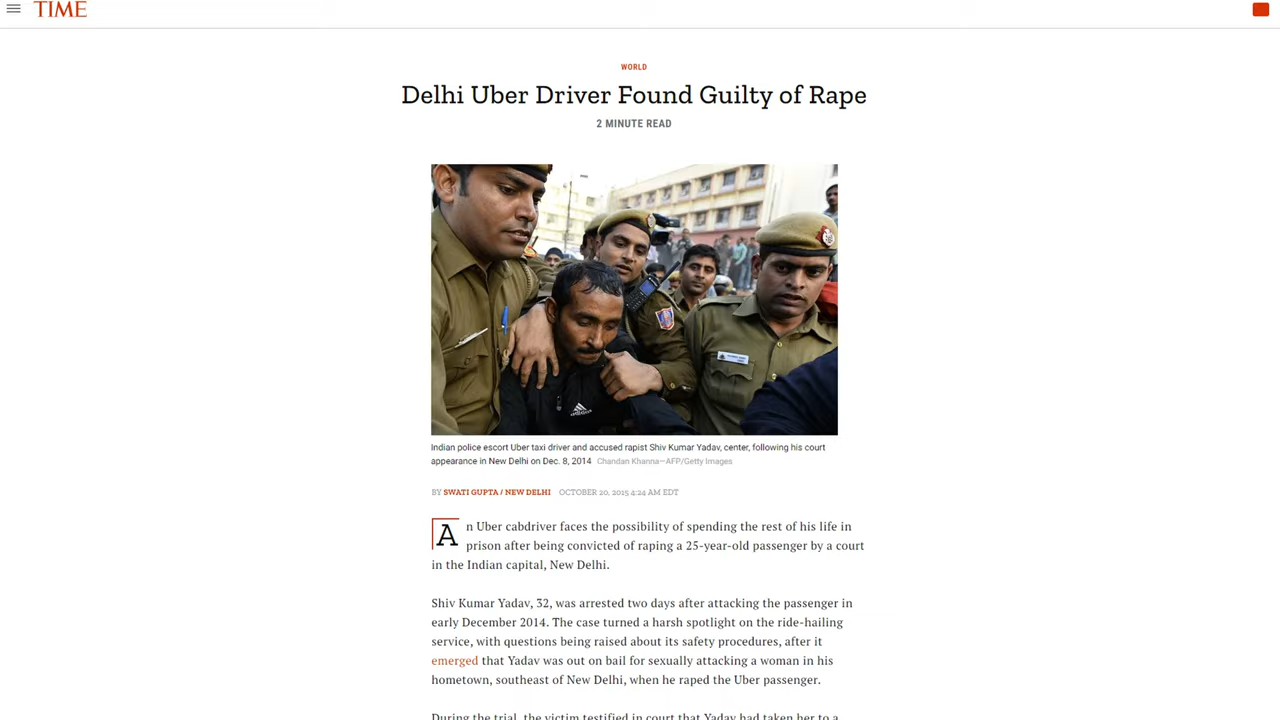 TIME
WORLD
Delhi Uber Driver Found Guilty of Rape
2 MINUTE READ
Indian police escort Uber taxi driver and accused rapist Shiv Kumar Yadav, center, following his court
appearance in New Delhi on Dec. 8, 2014 Chandan Khanna—AFP/Getty Images
BY SWATI GUPTA / NEW DELHI OCTOBER 20, 2015 4:24 AM EDT
An Uber cabdriver faces the possibility of spending the rest of his life in
prison after being convicted of raping a 25-year-old passenger by a court
in the Indian capital, New Delhi.
Shiv Kumar Yadav, 32, was arrested two days after attacking the passenger in
early December 2014. The case turned a harsh spotlight on the ride-hailing
service, with questions being raised about its safety procedures, after it
emerged that Yadav was out on bail for sexually attacking a woman in his
hometown, southeast of New Delhi, when he raped the Uber passenger.
During the trial, the victim testified in court that Yadav had taken her to a